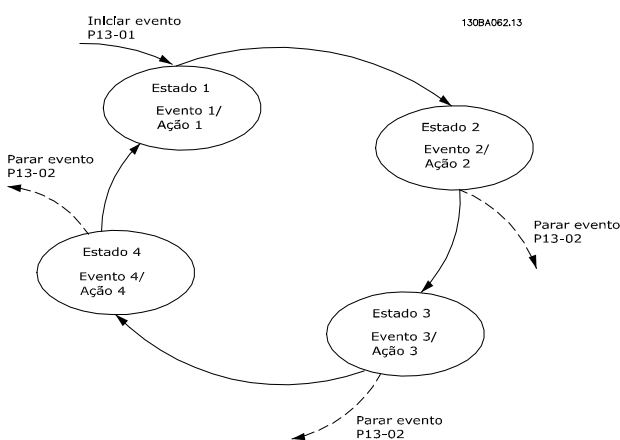 Iniciar evento
P13-01
130BA062.13
Estado 1
Evento 1/
Ação 1
Estado 2
Evento 2/
Ação 2
Parar evento
P13-02
Parar evento
P13-02
Estado 4
Evento 4/
Ação 4
Estado 3
Evento 3/
Ação 3
Parar evento
P13-02